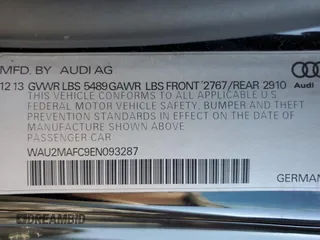 MFD. BY AUDI AG
12 13 GVWR LBS 5489 GAWR LBS FRONT 2767/REAR 2910 Audi
THIS VEHICLE CONFORMS TO ALL APPLICABLE U.S.
FEDERAL MOTOR VEHICLE SAFETY, BUMPER AND THEFT
PREVENTION STANDARDS IN EFFECT ON THE DATE OF
MANUFACTURE SHOWN ABOVE
PASSENGER CAR
WAU2MAFC9EN093287
GERMAN
DREAMBID